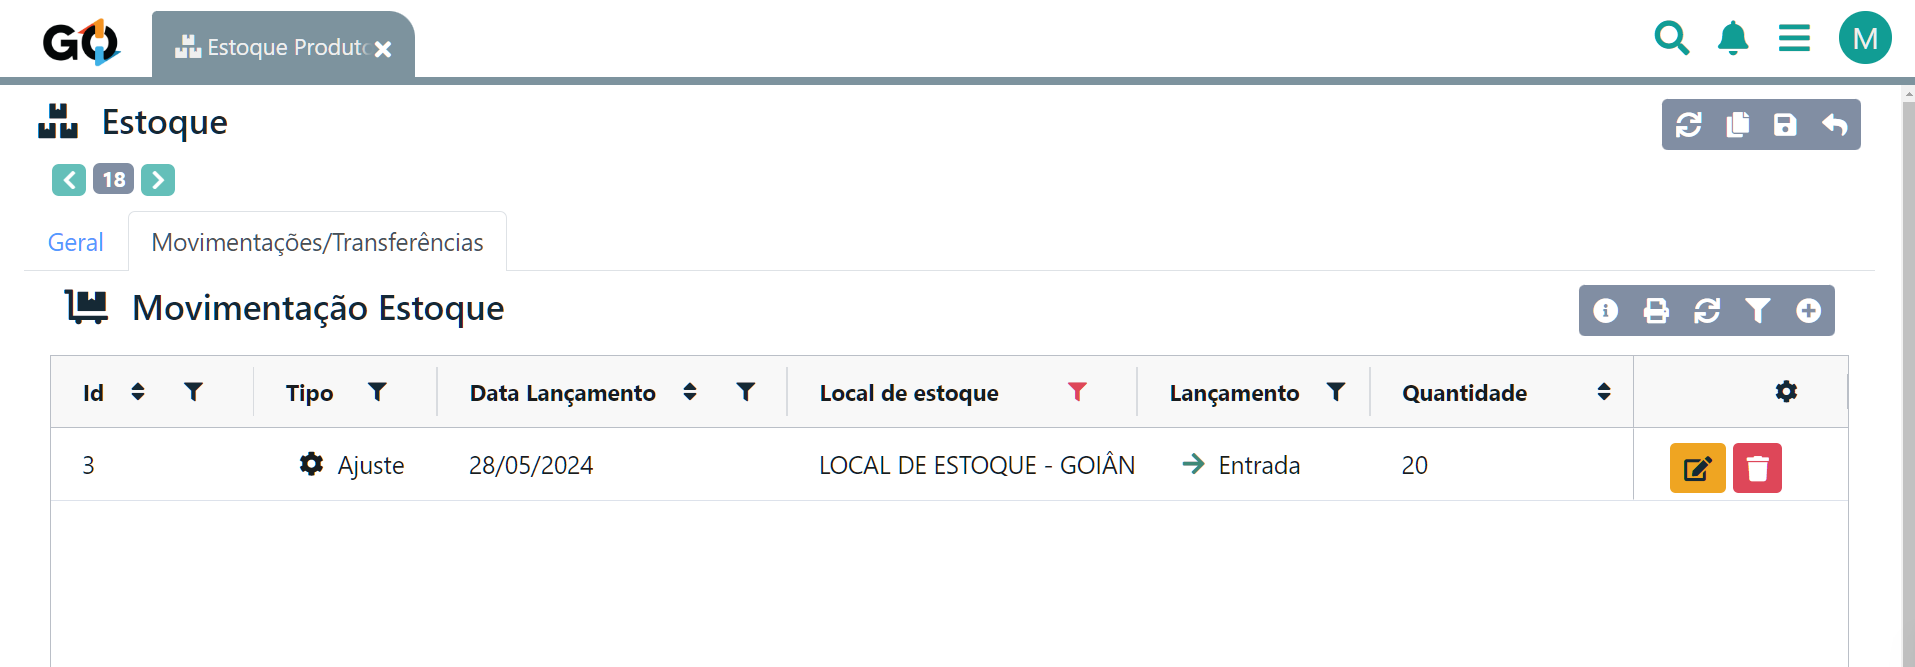 GO
Estoque Produto
M
Estoque
18
Geral
Movimentações/Transferências
Movimentação Estoque
Id Tipo Data Lançamento Local de estoque Lançamento Quantidade
3 Ajuste 28/05/2024 LOCAL DE ESTOQUE - GOIÂN Entrada 20